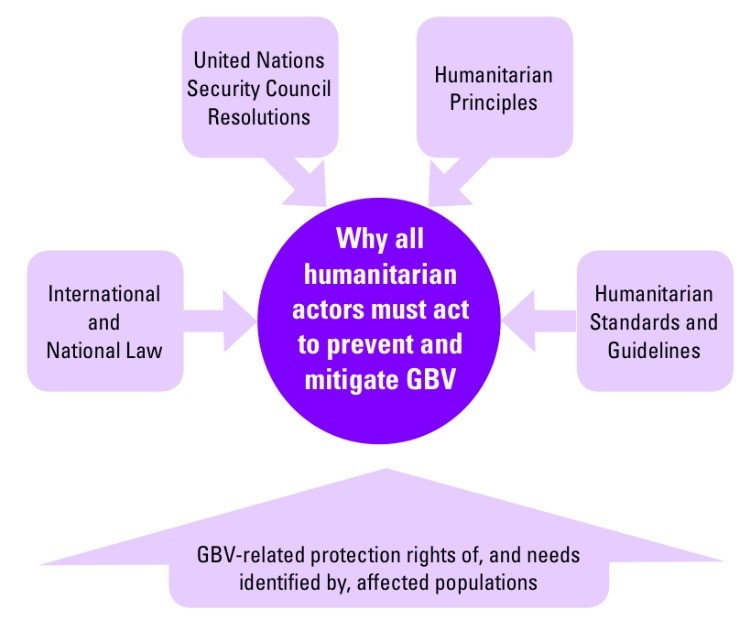 United Nations
Security Council
Resolutions
Humanitarian
Principles
International
and
National Law
Why all
humanitarian
actors must act
to prevent and
mitigate GBV
Humanitarian
Standards and
Guidelines
GBV-related protection rights of, and needs
identified by, affected populations